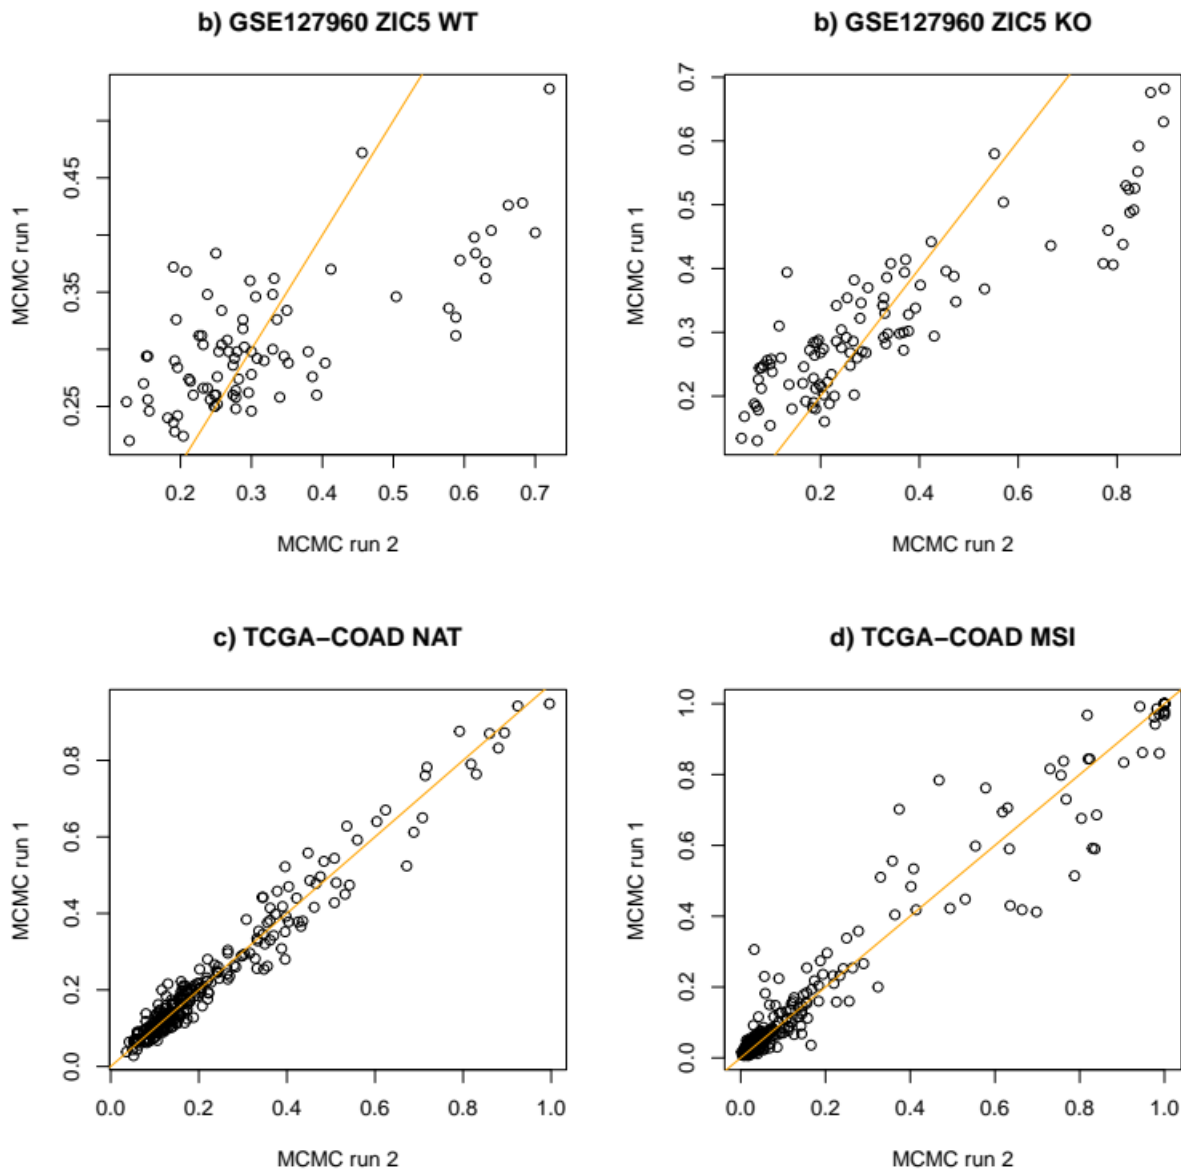 b) GSE127960 ZIC5 WT
MCMC run 1
0.25
0.35
0.45
0.2 0.3 0.4 0.5 0.6 0.7
MCMC run 2
b) GSE127960 ZIC5 KO
MCMC run 1
0.2 0.3 0.4 0.5 0.6 0.7
0.2 0.4 0.6 0.8
MCMC run 2
c) TCGA−COAD NAT
MCMC run 1
0.0 0.2 0.4 0.6 0.8
0.0 0.2 0.4 0.6 0.8 1.0
MCMC run 2
d) TCGA−COAD MSI
MCMC run 1
0.0 0.2 0.4 0.6 0.8 1.0
0.0 0.2 0.4 0.6 0.8 1.0
MCMC run 2